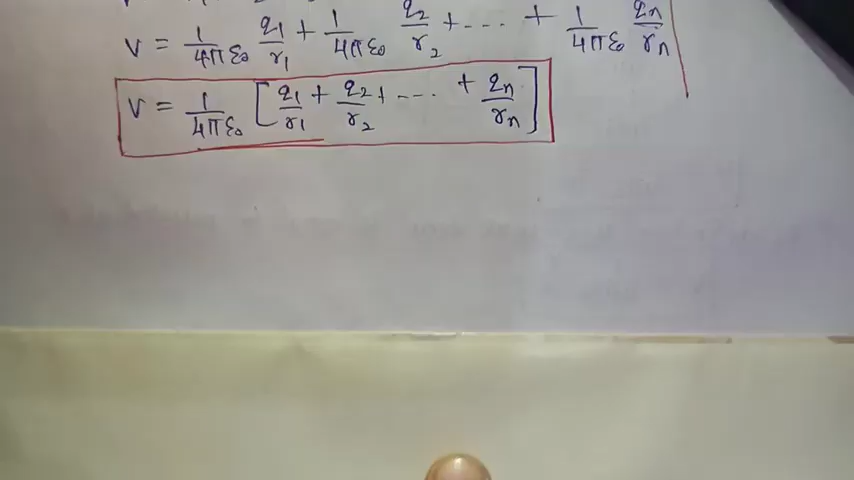 V = 1/4πε₀ q₁/r₁ + 1/4πε₀ q₂/r₂ + --- + 1/4πε₀ qₙ/rₙ
V = 1/4πε₀ [q₁/r₁ + q₂/r₂ + --- + qₙ/rₙ]